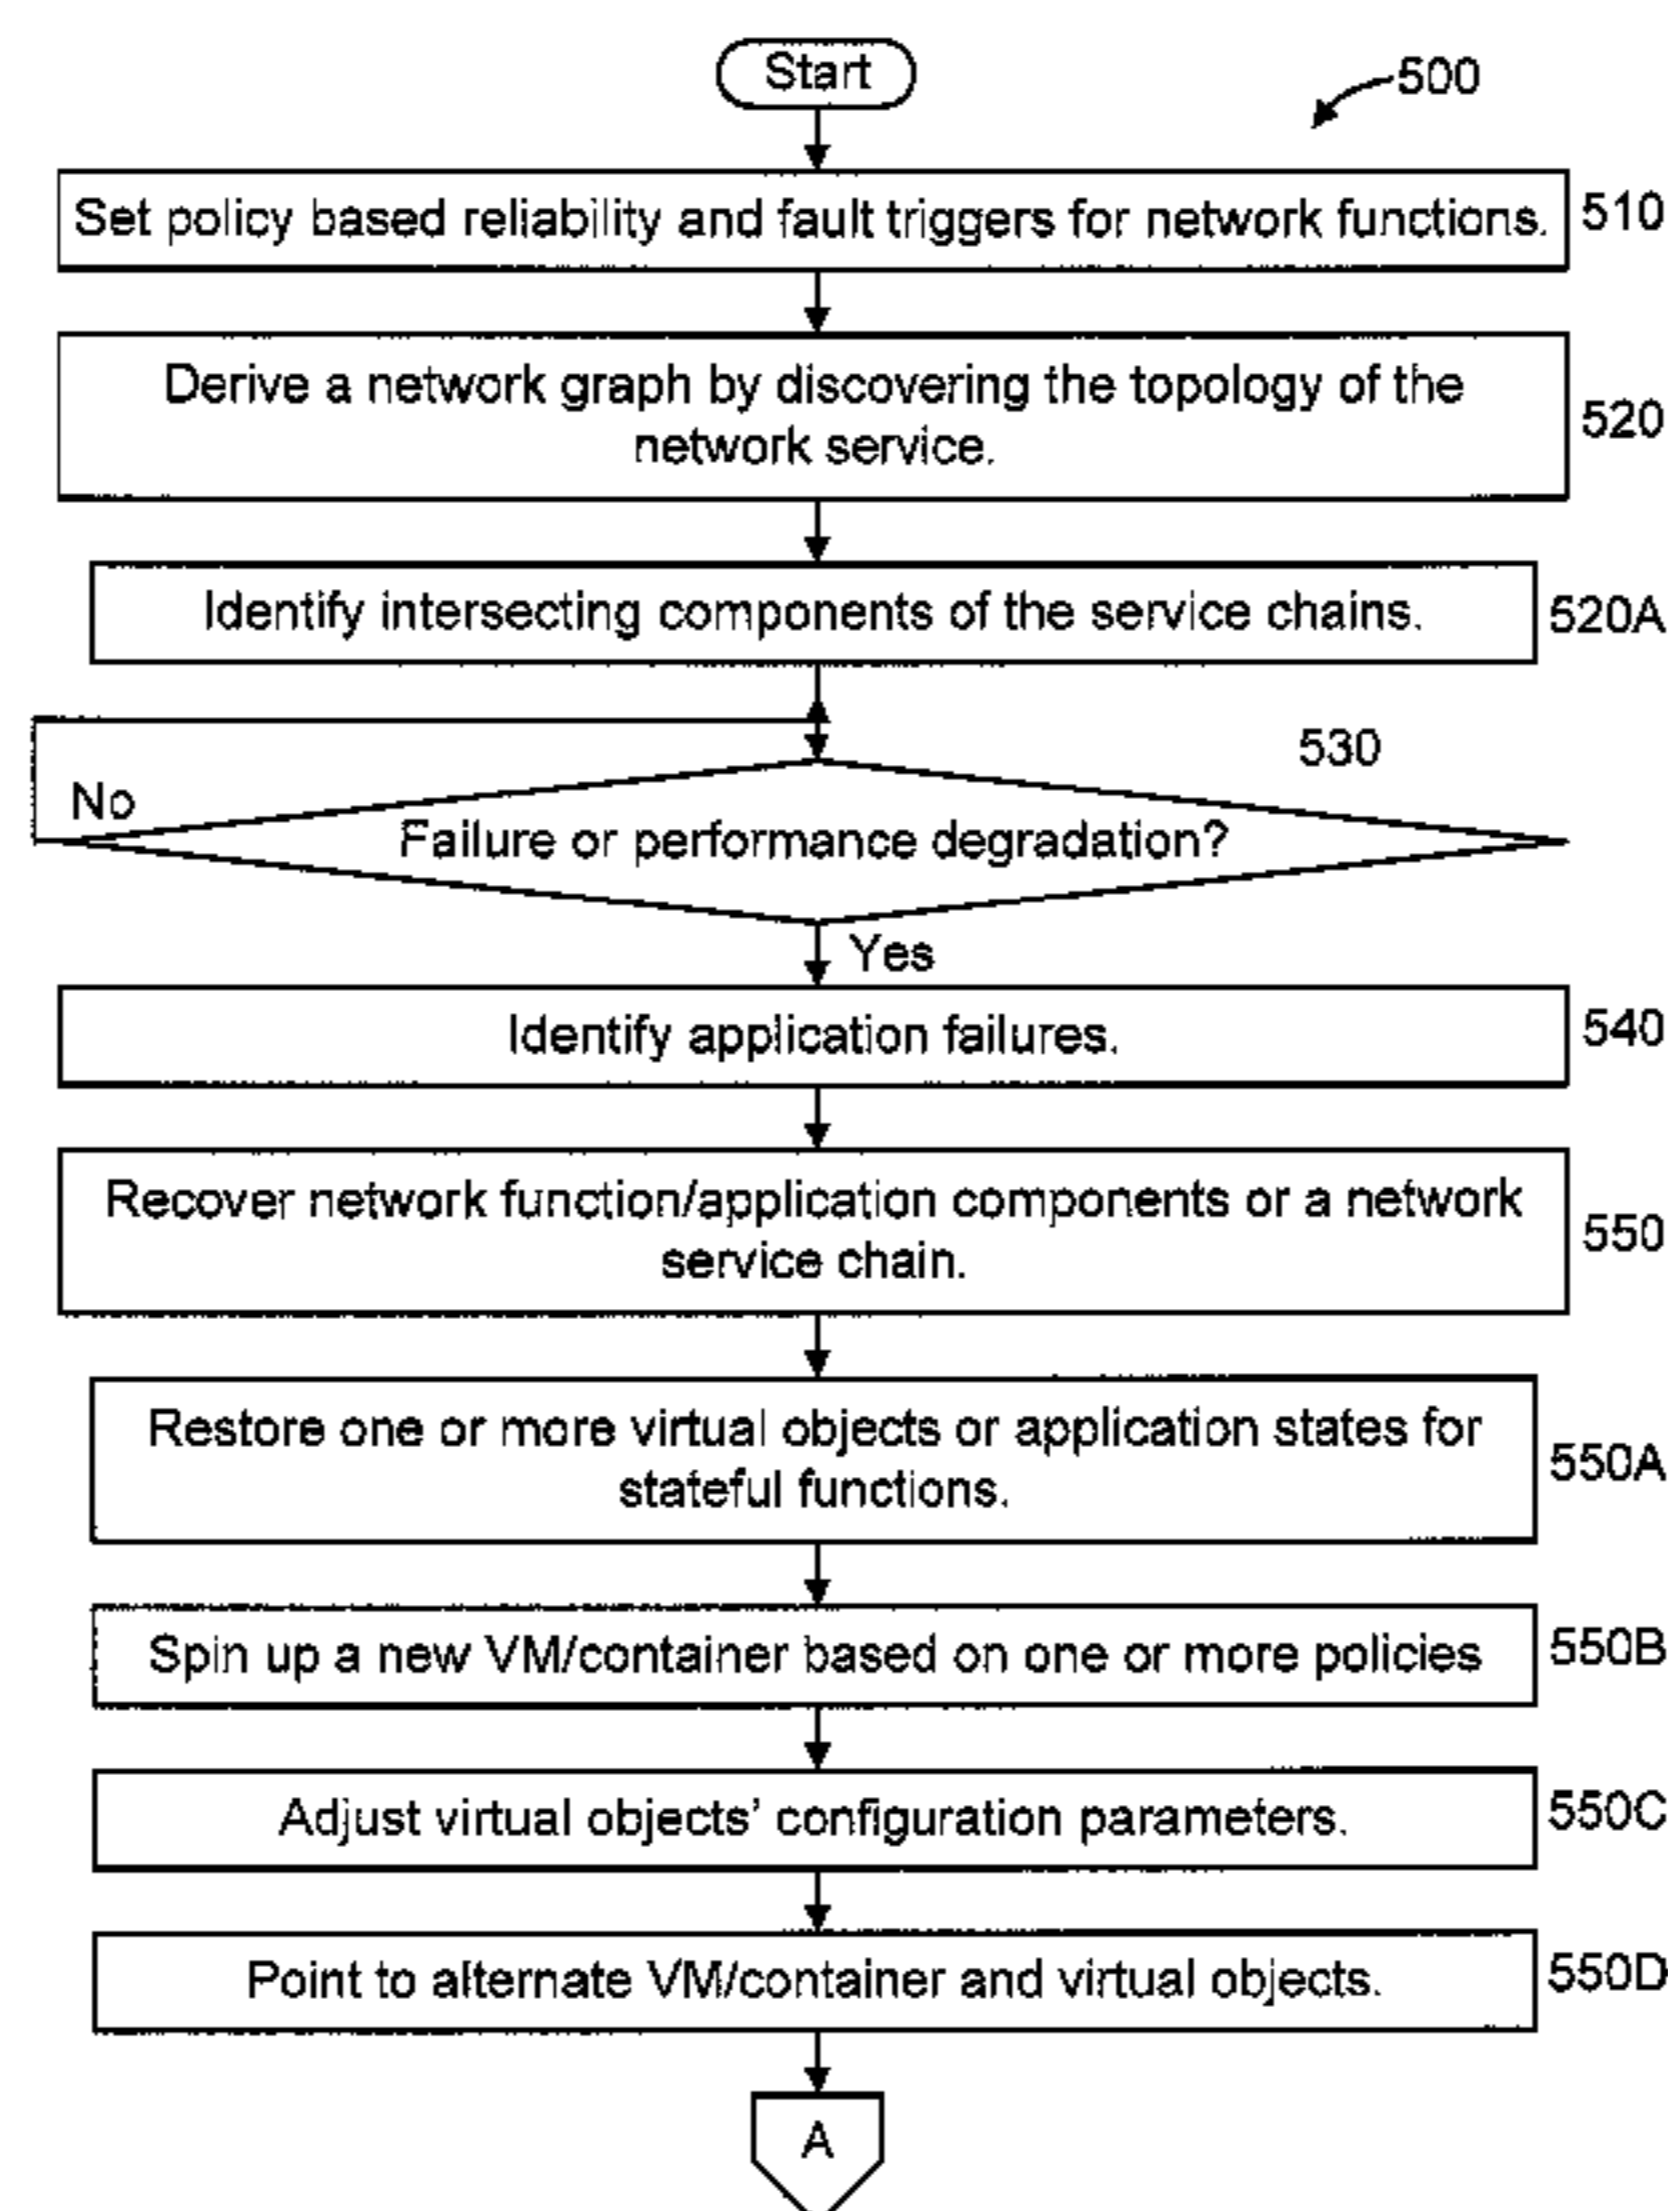 Start
500
Set policy based reliability and fault triggers for network functions.
510
Derive a network graph by discovering the topology of the
network service.
520
Identify intersecting components of the service chains.
520A
530
No
Failure or performance degradation?
Yes
Identify application failures.
540
Recover network function/application components or a network
service chain.
550
Restore one or more virtual objects or application states for
stateful functions.
550A
Spin up a new VM/container based on one or more policies
550B
Adjust virtual objects’ configuration parameters.
550C
Point to alternate VM/container and virtual objects.
550D
A